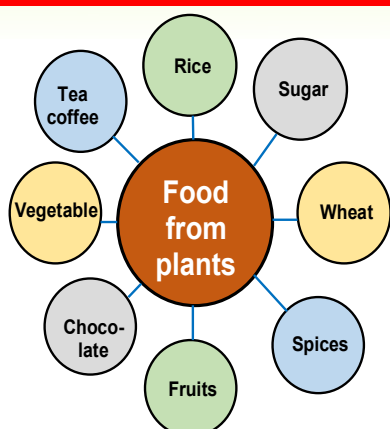 Food
from
plants
Rice
Sugar
Wheat
Spices
Fruits
Choco-
late
Vegetable
Tea
coffee